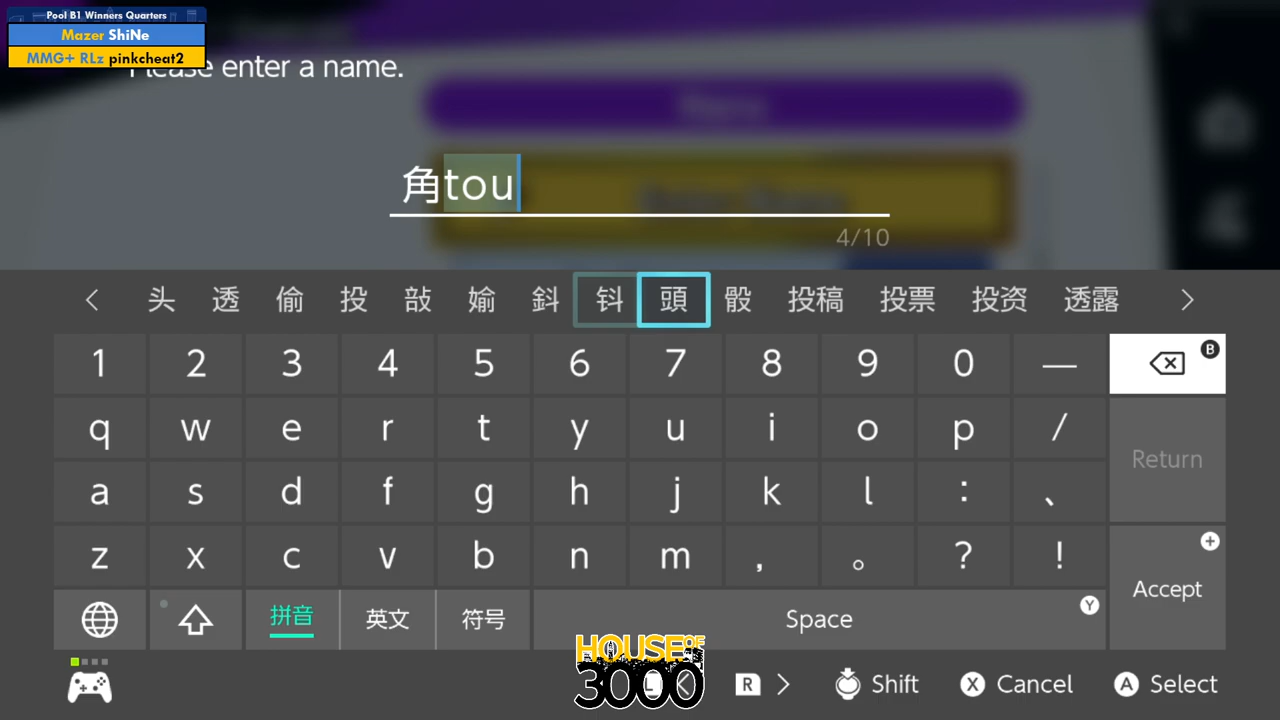 Pool B1 Winners Quarters
Mazer ShiNe
MMG+ RLz pinkcheat2
Please enter a name.
角tou
4/10
头 透 偷 投 敨 媮 鋀 钭 頭 骰 投稿 投票 投资 透露
1 2 3 4 5 6 7 8 9 0 — B
q w e r t y u i o p /
a s d f g h j k l : 、 Return
z x c v b n m , 。 ? ! + Accept
拼音 英文 符号 Space Y
HOUSE OF 3000
L R Shift X Cancel A Select